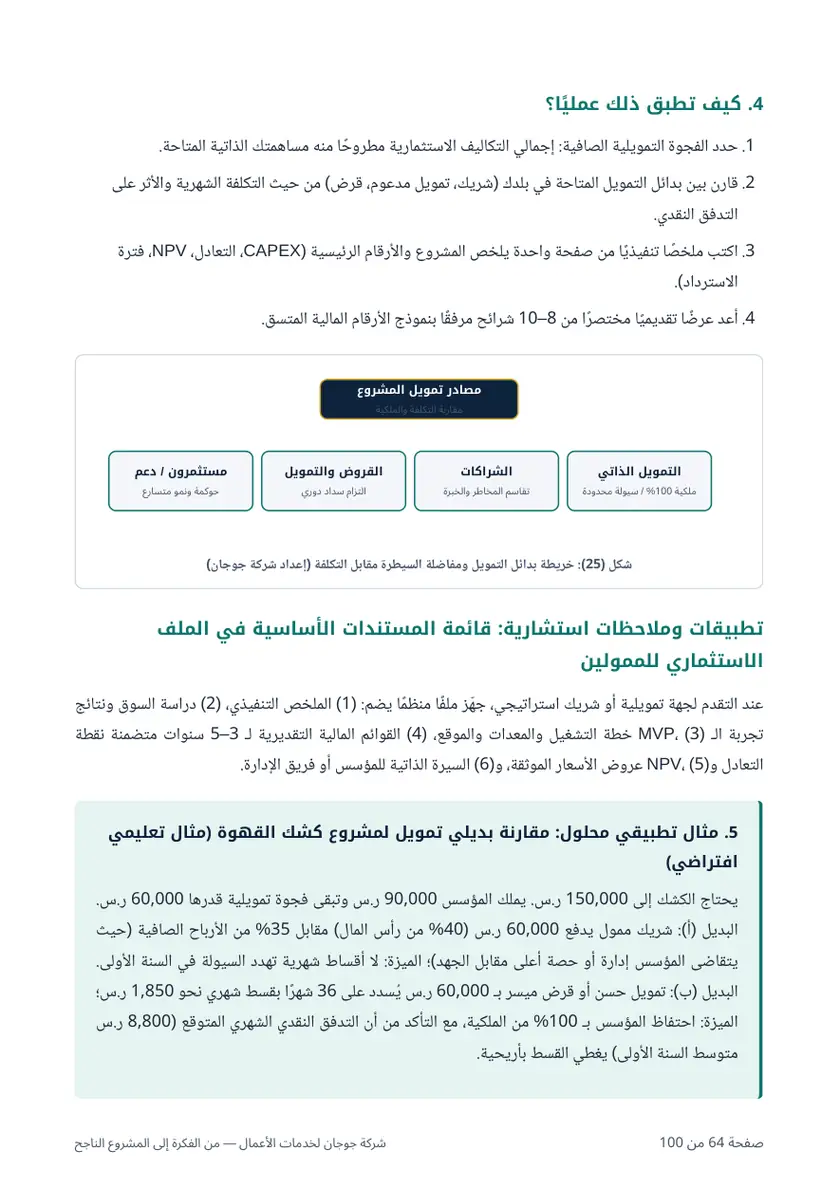 4. كيف تطبق ذلك عمليًا؟
1. حدد الفجوة التمويلية الصافية: إجمالي التكاليف الاستثمارية مطروحًا منه مساهمتك الذاتية المتاحة.
2. قارن بين بدائل التمويل المتاحة في بلدك (شريك، تمويل مدعوم، قرض) من حيث التكلفة الشهرية والأثر على
التدفق النقدي.
3. اكتب ملخصًا تنفيذيًا من صفحة واحدة يلخص المشروع والأرقام الرئيسية (CAPEX، التعادل، NPV، فترة
الاسترداد).
4. أعد عرضًا تقديميًا مختصرًا من 8–10 شرائح مرفقًا بنموذج الأرقام المالية المتسق.
مصادر تمويل المشروع
مقارنة التكلفة والملكية
التمويل الذاتي
ملكية 100% / سيولة محدودة
الشراكات
تقاسم المخاطر والخبرة
القروض والتمويل
التزام سداد دوري
مستثمرون / دعم
حوكمة ونمو متسارع
شكل (25): خريطة بدائل التمويل ومفاضلة السيطرة مقابل التكلفة (إعداد شركة جوجان)
تطبيقات وملاحظات استشارية: قائمة المستندات الأساسية في الملف
الاستثماري للممولين
عند التقدم لجهة تمويلية أو شريك استراتيجي، جهّز ملفًا منظمًا يضم: (1) الملخص التنفيذي، (2) دراسة السوق ونتائج
تجربة الـ MVP، (3) خطة التشغيل والمعدات والموقع، (4) القوائم المالية التقديرية لـ 3–5 سنوات متضمنة نقطة
التعادل وNPV، (5) عروض الأسعار الموثقة، و(6) السيرة الذاتية للمؤسس أو فريق الإدارة.
5. مثال تطبيقي محلول: مقارنة بديلي تمويل لمشروع كشك القهوة (مثال تعليمي
افتراضي)
يحتاج الكشك إلى 150,000 ر.س. يملك المؤسس 90,000 ر.س وتبقى فجوة تمويلية قدرها 60,000 ر.س.
البديل (أ): شريك ممول يدفع 60,000 ر.س (40% من رأس المال) مقابل 35% من الأرباح الصافية (حيث
يتقاضى المؤسس إدارة أو حصة أعلى مقابل الجهد)؛ الميزة: لا أقساط شهرية تهدد السيولة في السنة الأولى.
البديل (ب): تمويل حسن أو قرض ميسر بـ 60,000 ر.س يُسدد على 36 شهرًا بقسط شهري نحو 1,850 ر.س؛
الميزة: احتفاظ المؤسس بـ 100% من الملكية، مع التأكد من أن التدفق النقدي الشهري المتوقع (8,800 ر.س
متوسط السنة الأولى) يغطي القسط بأريحية.
صفحة 64 من 100
شركة جوجان لخدمات الأعمال — من الفكرة إلى المشروع الناجح